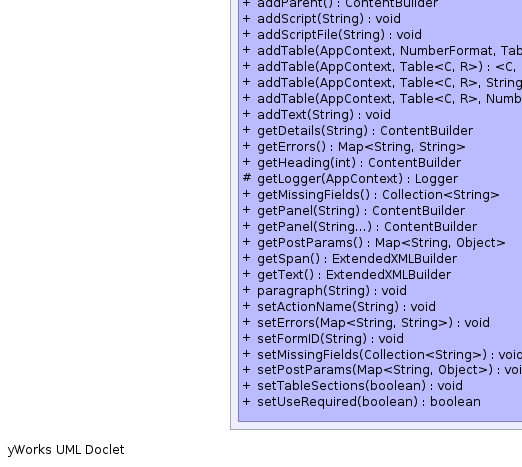 + addParent() : ContentBuilder
+ addScript(String) : void
+ addScriptFile(String) : void
+ addTable(AppContext, NumberFormat, Tab
+ addTable(AppContext, Table<C, R>) : <C,
+ addTable(AppContext, Table<C, R>, String
+ addTable(AppContext, Table<C, R>, Numb
+ addText(String) : void
+ getDetails(String) : ContentBuilder
+ getErrors() : Map<String, String>
+ getHeading(int) : ContentBuilder
# getLogger(AppContext) : Logger
+ getMissingFields() : Collection<String>
+ getPanel(String) : ContentBuilder
+ getPanel(String...) : ContentBuilder
+ getPostParams() : Map<String, Object>
+ getSpan() : ExtendedXMLBuilder
+ getText() : ExtendedXMLBuilder
+ paragraph(String) : void
+ setActionName(String) : void
+ setErrors(Map<String, String>) : void
+ setFormID(String) : void
+ setMissingFields(Collection<String>) : void
+ setPostParams(Map<String, Object>) : voi
+ setTableSections(boolean) : void
+ setUseRequired(boolean) : boolean
yWorks UML Doclet